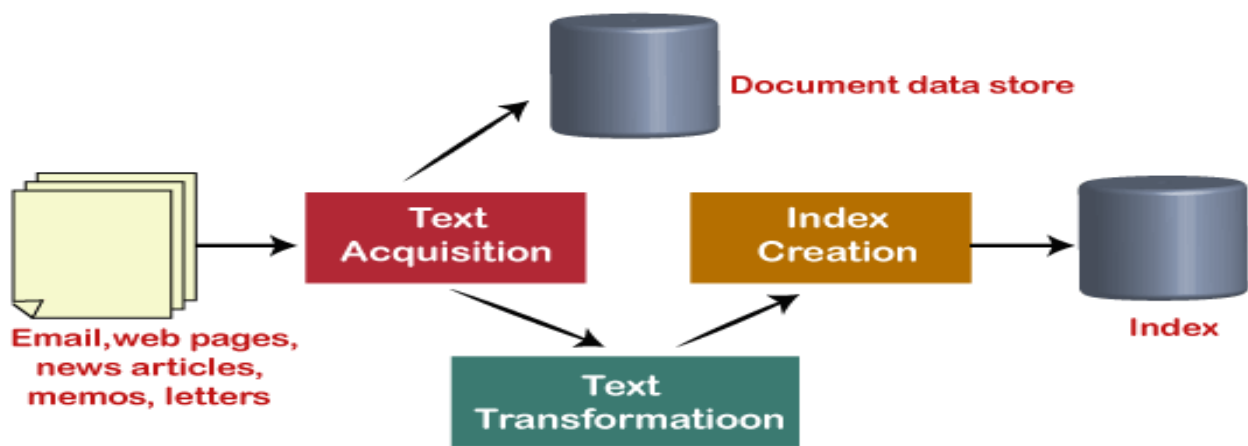 Document data store
Text
Acquisition
Index
Creation
Email,web pages,
news articles,
memos, letters
Index
Text
Transformatioon